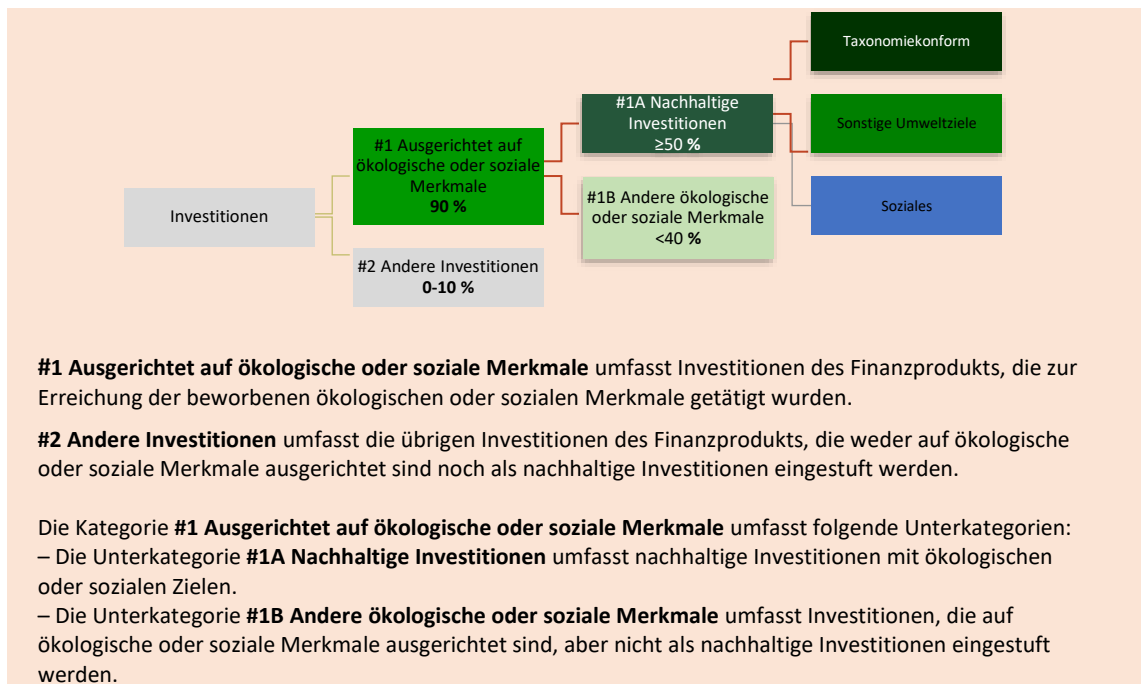 Taxonomiekonform
#1A Nachhaltige
Investitionen
≥50 %
Sonstige Umweltziele
#1 Ausgerichtet auf
ökologische oder soziale
Merkmale
90 %
#1B Andere ökologische
oder soziale Merkmale
<40 %
Soziales
Investitionen
#2 Andere Investitionen
0-10 %
#1 Ausgerichtet auf ökologische oder soziale Merkmale umfasst Investitionen des Finanzprodukts, die zur
Erreichung der beworbenen ökologischen oder sozialen Merkmale getätigt wurden.
#2 Andere Investitionen umfasst die übrigen Investitionen des Finanzprodukts, die weder auf ökologische
oder soziale Merkmale ausgerichtet sind noch als nachhaltige Investitionen eingestuft werden.
Die Kategorie #1 Ausgerichtet auf ökologische oder soziale Merkmale umfasst folgende Unterkategorien:
– Die Unterkategorie #1A Nachhaltige Investitionen umfasst nachhaltige Investitionen mit ökologischen
oder sozialen Zielen.
– Die Unterkategorie #1B Andere ökologische oder soziale Merkmale umfasst Investitionen, die auf
ökologische oder soziale Merkmale ausgerichtet sind, aber nicht als nachhaltige Investitionen eingestuft
werden.